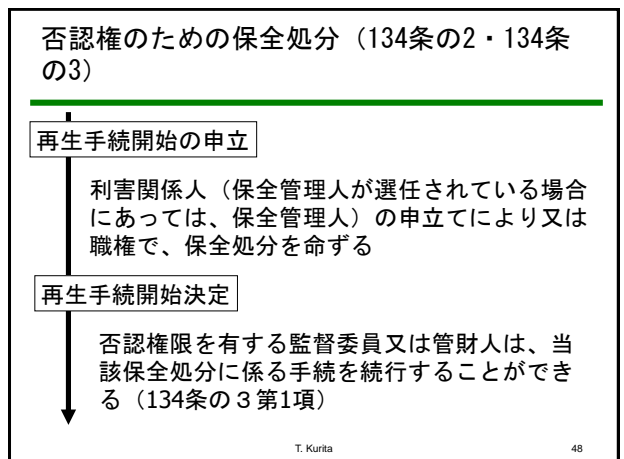 否認権のための保全処分（134条の2・134条
の3）
再生手続開始の申立
利害関係人（保全管理人が選任されている場合
にあっては、保全管理人）の申立てにより又は
職権で、保全処分を命ずる
再生手続開始決定
否認権限を有する監督委員又は管財人は、当
該保全処分に係る手続を続行することができ
る（134条の３第1項）
T. Kurita
48